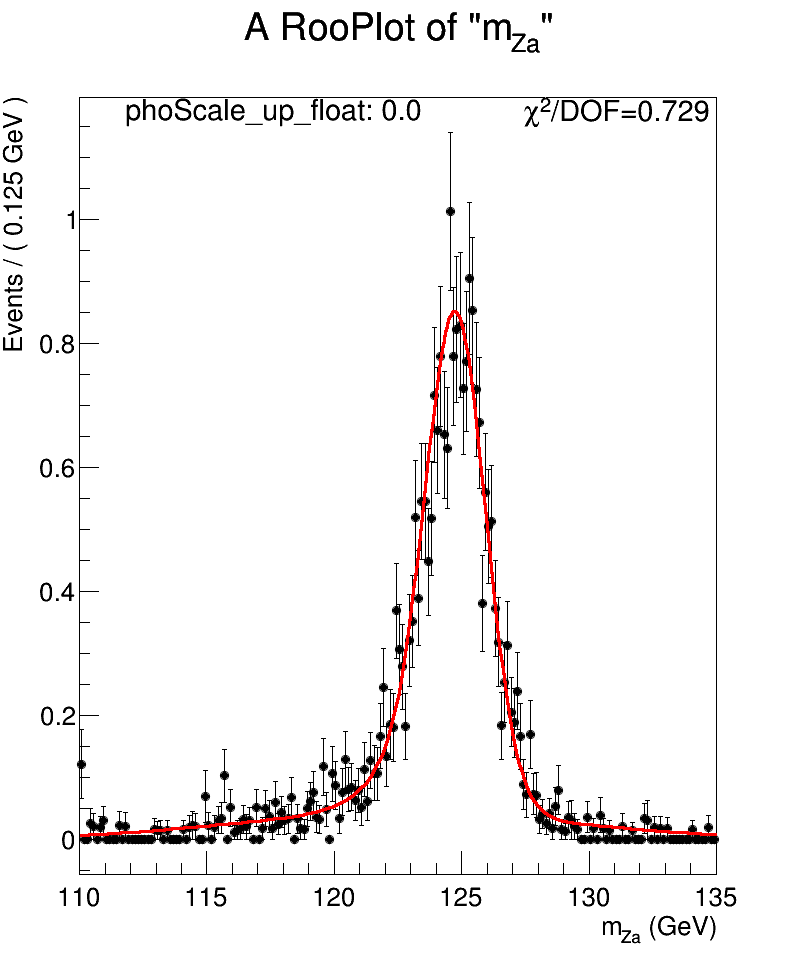 A RooPlot of "m_Za"
phoScale_up_float: 0.0
χ²/DOF=0.729
Events / ( 0.125 GeV )
1
0.8
0.6
0.4
0.2
0
110 115 120 125 130 135
m_Za (GeV)